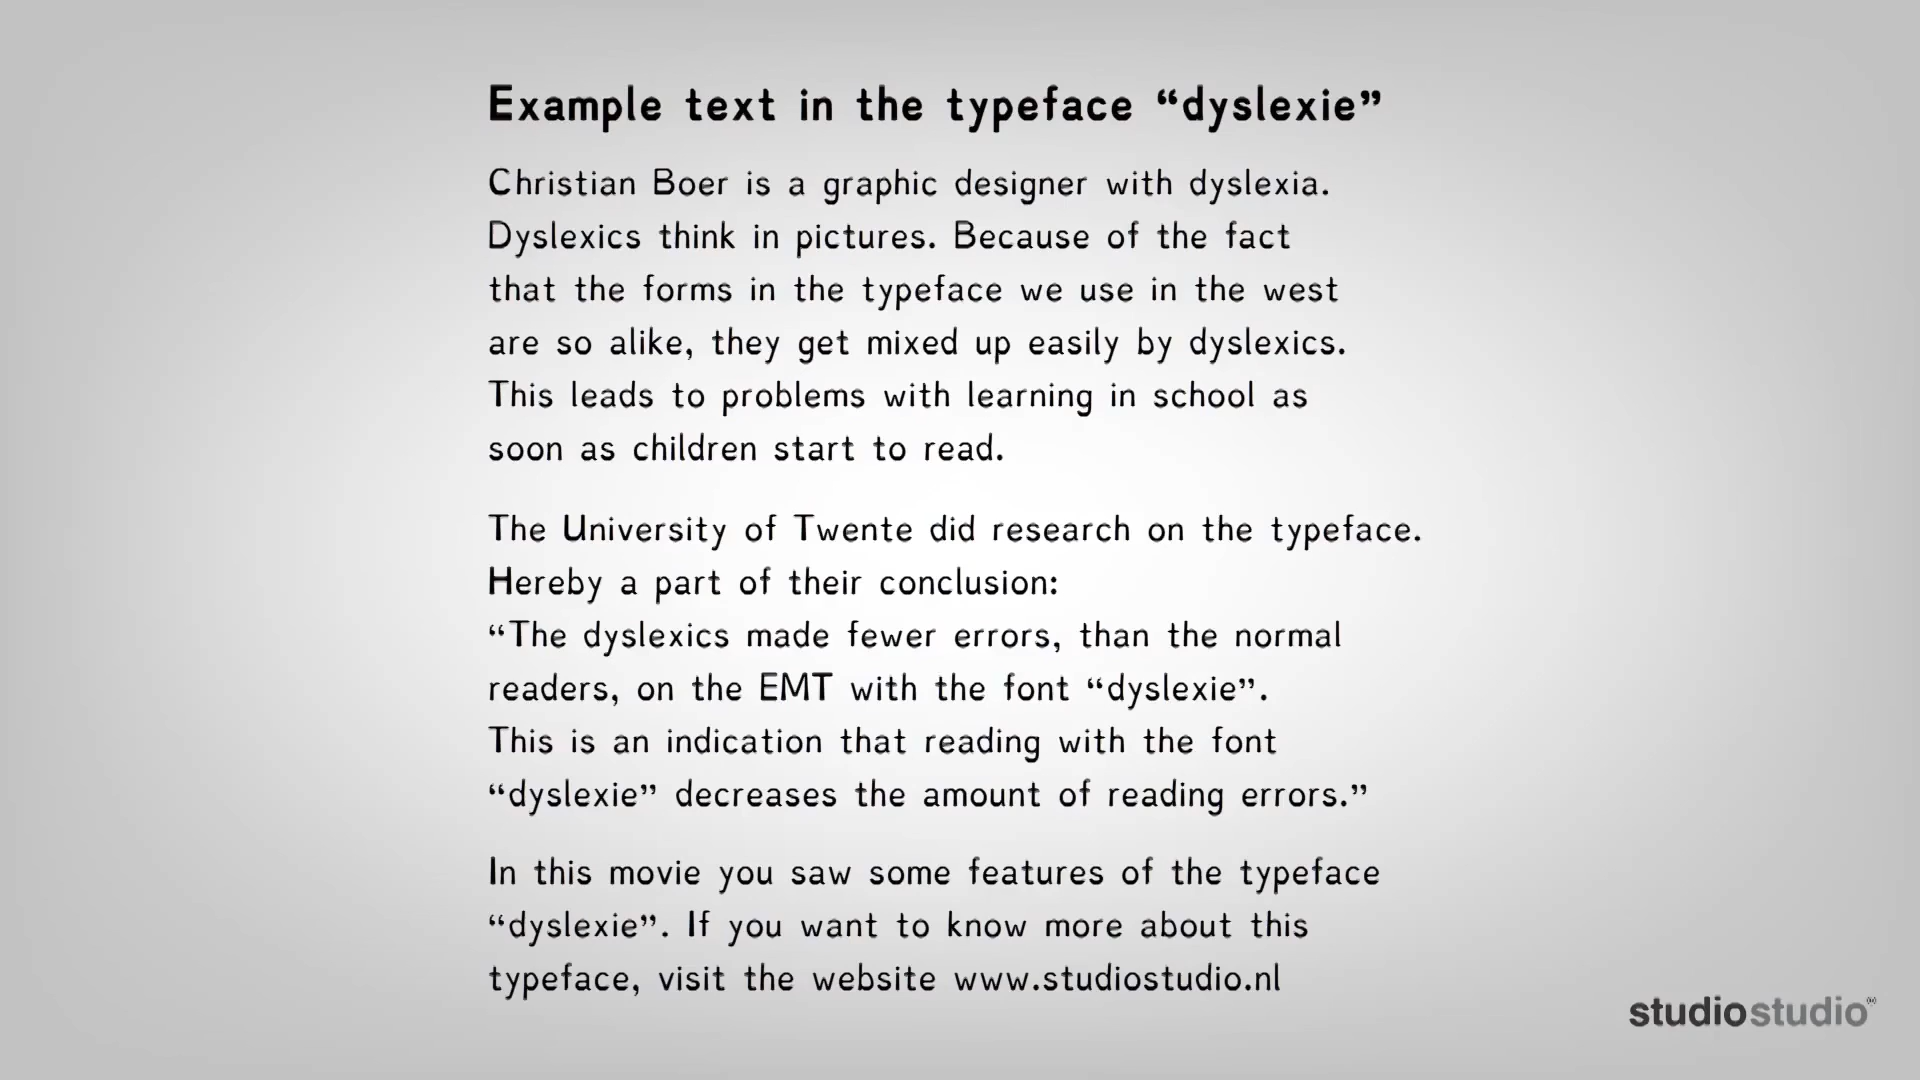 Example text in the typeface “dyslexie”
Christian Boer is a graphic designer with dyslexia.
Dyslexics think in pictures. Because of the fact
that the forms in the typeface we use in the west
are so alike, they get mixed up easily by dyslexics.
This leads to problems with learning in school as
soon as children start to read.
The University of Twente did research on the typeface.
Hereby a part of their conclusion:
“The dyslexics made fewer errors, than the normal
readers, on the EMT with the font “dyslexie”.
This is an indication that reading with the font
“dyslexie” decreases the amount of reading errors.”
In this movie you saw some features of the typeface
“dyslexie”. If you want to know more about this
typeface, visit the website www.studiostudio.nl
studiostudio